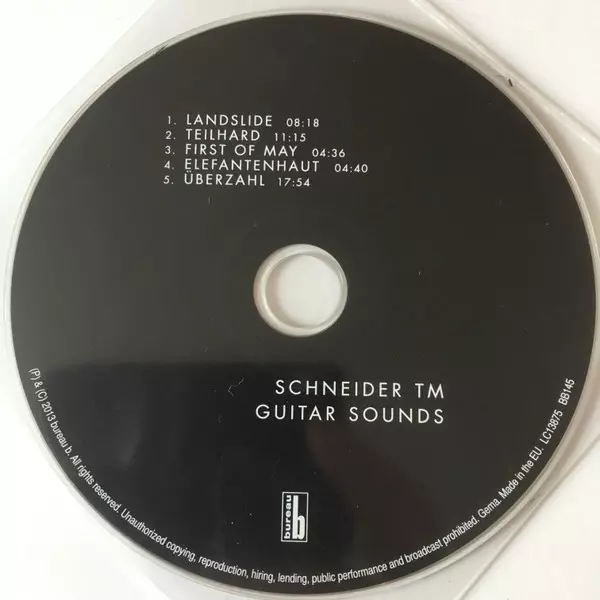 1. LANDSLIDE 08:18
2. TEILHARD 11:15
3. FIRST OF MAY 04:36
4. ELEFANTENHAUT 04:40
5. ÜBERZAHL 17:54
SCHNEIDER TM
GUITAR SOUNDS
bureau b
(P) & (C) 2013 bureau b. All rights reserved. Unauthorized copying, reproduction, hiring, lending, public performance and broadcast prohibited. Gema. Made in the EU. LC13875 BB145